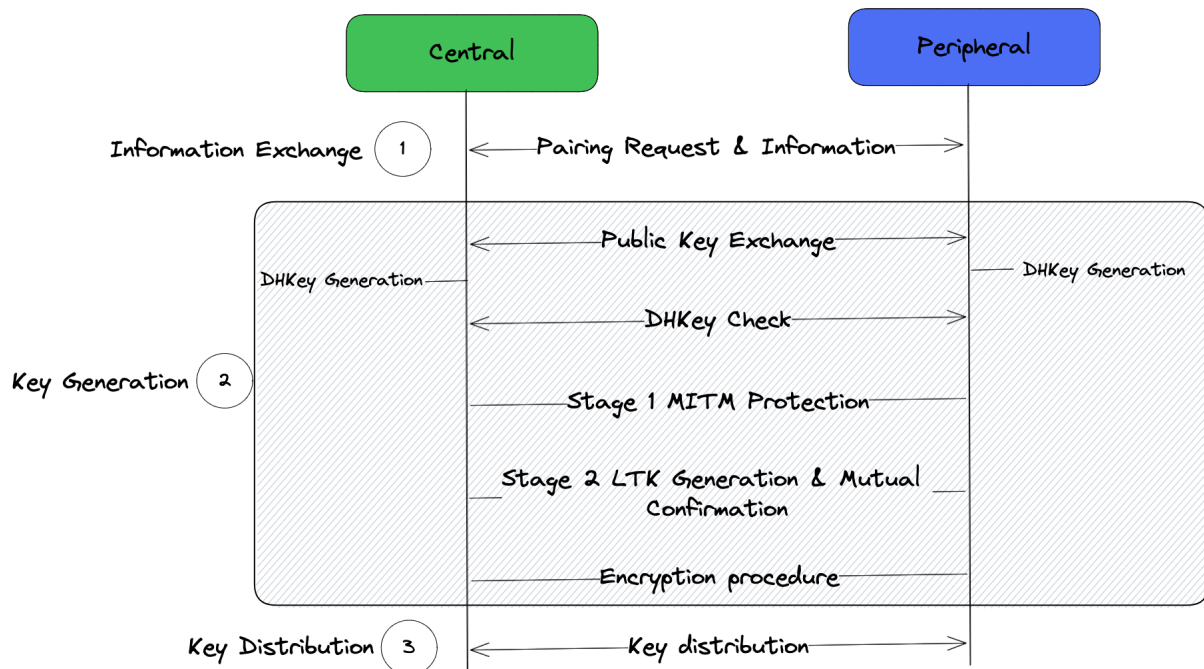 Central
Peripheral
Information Exchange
1
Pairing Request & Information
Public Key Exchange
DHKey Generation
DHKey Generation
DHKey Check
Key Generation
2
Stage 1 MITM Protection
Stage 2 LTK Generation & Mutual
Confirmation
Encryption procedure
Key Distribution
3
Key distribution